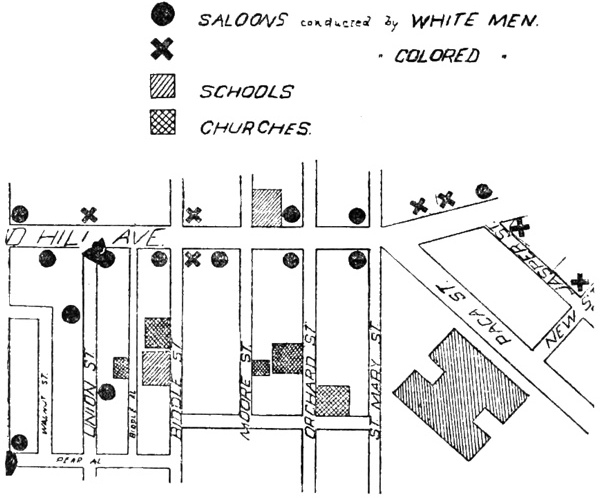 SALOONS conducted by WHITE MEN.
" COLORED "
SCHOOLS
CHURCHES.
D HILL AVE.
JASPER ST.
PACA ST.
NEW
WALNUT ST.
UNION ST.
BIDDLE AL
BIDDLE ST.
MOORE ST.
ORCHARD ST.
ST. MARY ST.
PEAR AL